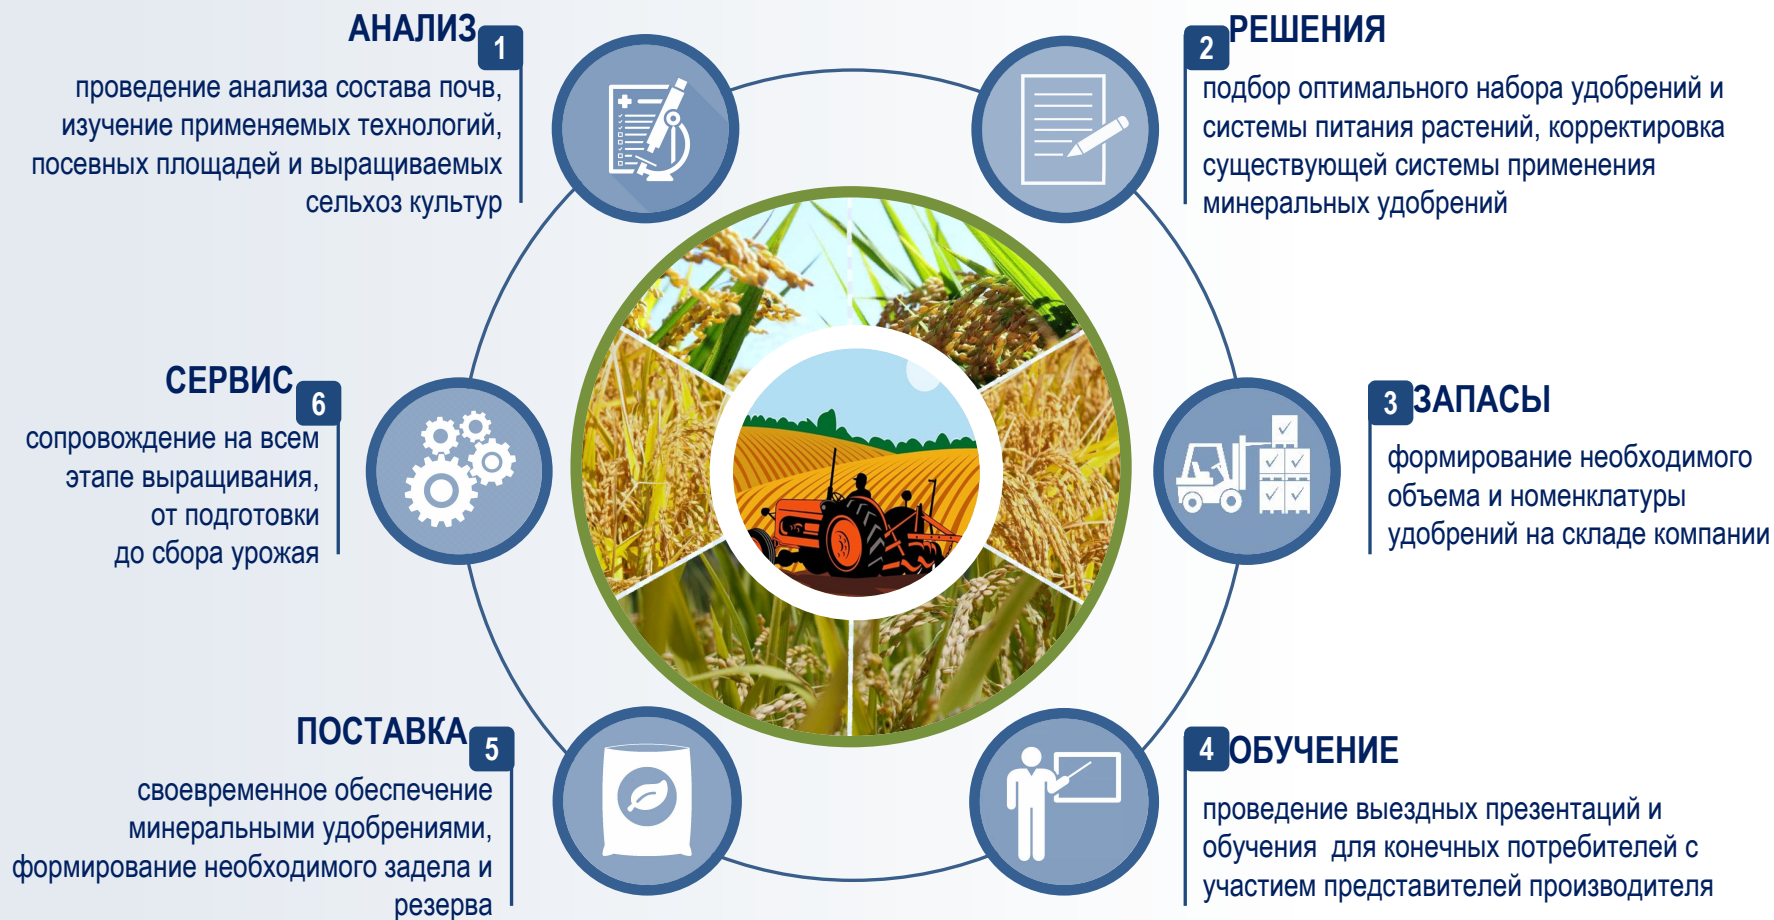 АНАЛИЗ
1
проведение анализа состава почв,
изучение применяемых технологий,
посевных площадей и выращиваемых
сельхоз культур
2
РЕШЕНИЯ
подбор оптимального набора удобрений и
системы питания растений, корректировка
существующей системы применения
минеральных удобрений
3
ЗАПАСЫ
формирование необходимого
объема и номенклатуры
удобрений на складе компании
4
ОБУЧЕНИЕ
проведение выездных презентаций и
обучения для конечных потребителей с
участием представителей производителя
ПОСТАВКА
5
своевременное обеспечение
минеральными удобрениями,
формирование необходимого задела и
резерва
СЕРВИС
6
сопровождение на всем
этапе выращивания,
от подготовки
до сбора урожая